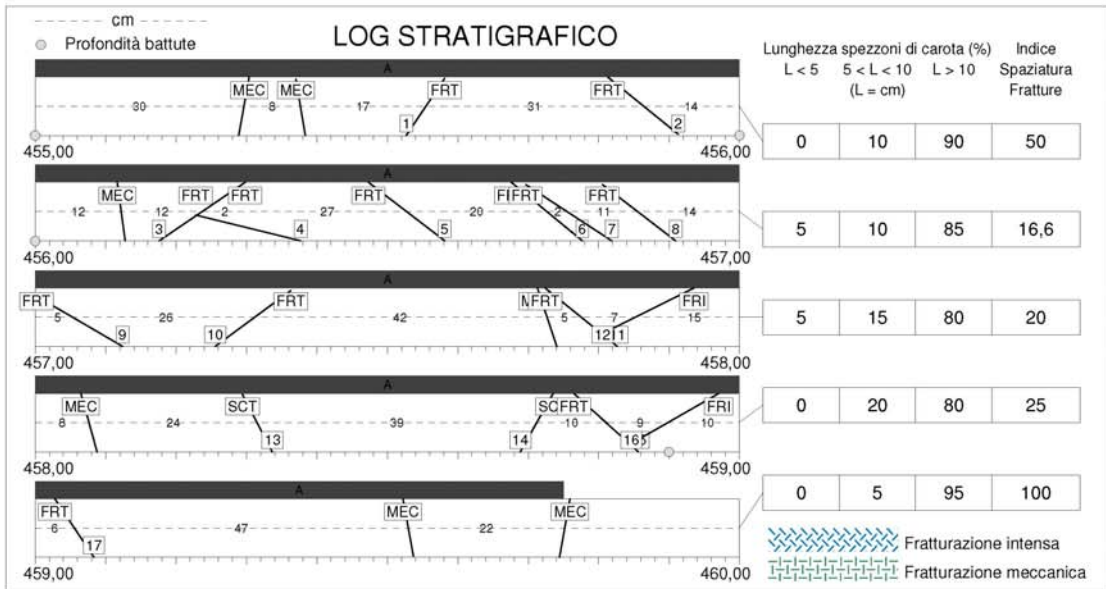 cm
Profondità battute
LOG STRATIGRAFICO
Lunghezza spezzoni di carota (%) Indice
L < 5 5 < L < 10 L > 10 Spaziatura
(L = cm) Fratture
A
MEC MEC FRT FRT
30 8 17 31 14
1 2
455,00 456,00
0 10 90 50
A
MEC FRT FRT FRT FRT FRT
12 12 2 27 20 2 11 14
3 4 5 6 7 8
456,00 457,00
5 10 85 16,6
A
FRT FRT FRT FRI
5 26 42 5 7 15
9 10 12
457,00 458,00
5 15 80 20
A
MEC SCT FRT FRI
8 24 39 10 9 10
13 14 16
458,00 459,00
0 20 80 25
A
FRT MEC MEC
6 47 22
17
459,00 460,00
0 5 95 100
Fratturazione intensa
Fratturazione meccanica